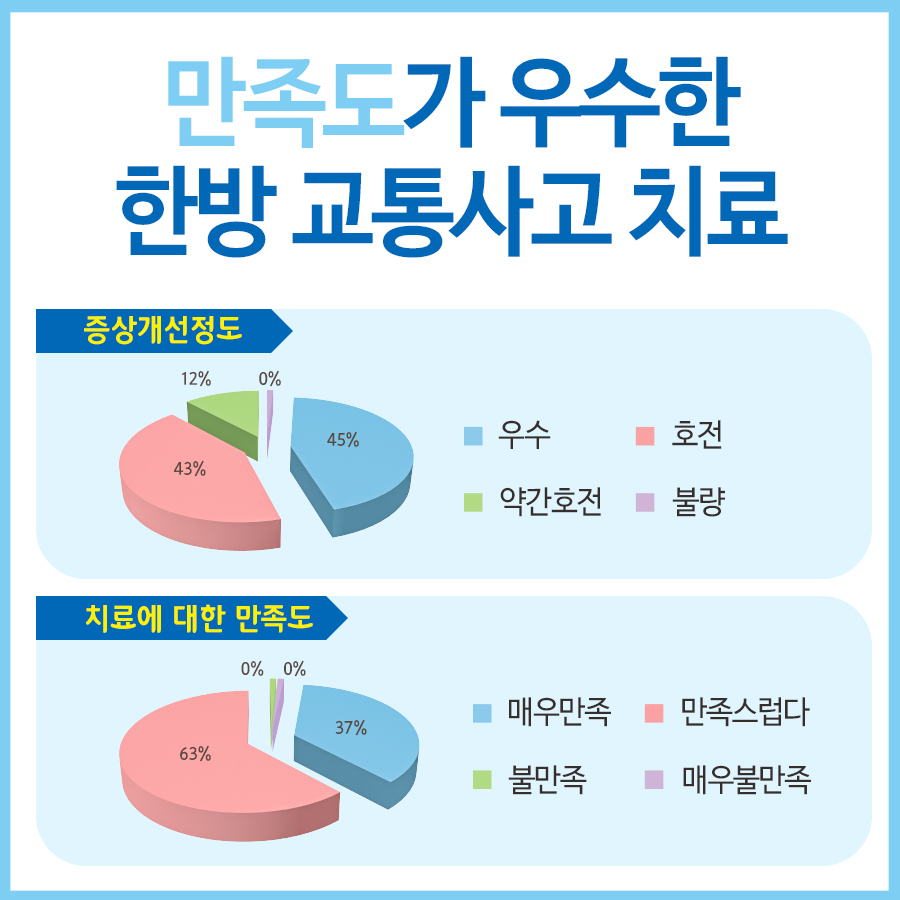 만족도가 우수한
한방 교통사고 치료
증상개선정도
12%
0%
45%
43%
우수
호전
약간호전
불량
치료에 대한 만족도
0%
0%
37%
63%
매우만족
만족스럽다
불만족
매우불만족